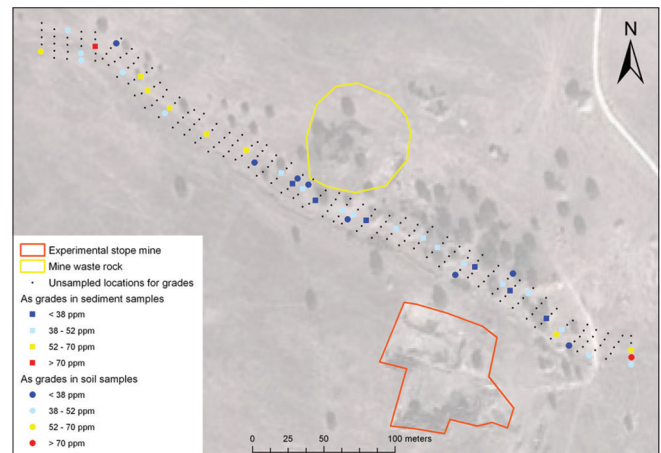 N
Experimental stope mine
Mine waste rock
Unsampled locations for grades
As grades in sediment samples
< 38 ppm
38 - 52 ppm
52 - 70 ppm
> 70 ppm
As grades in soil samples
< 38 ppm
38 - 52 ppm
52 - 70 ppm
> 70 ppm
0 25 50 100 meters